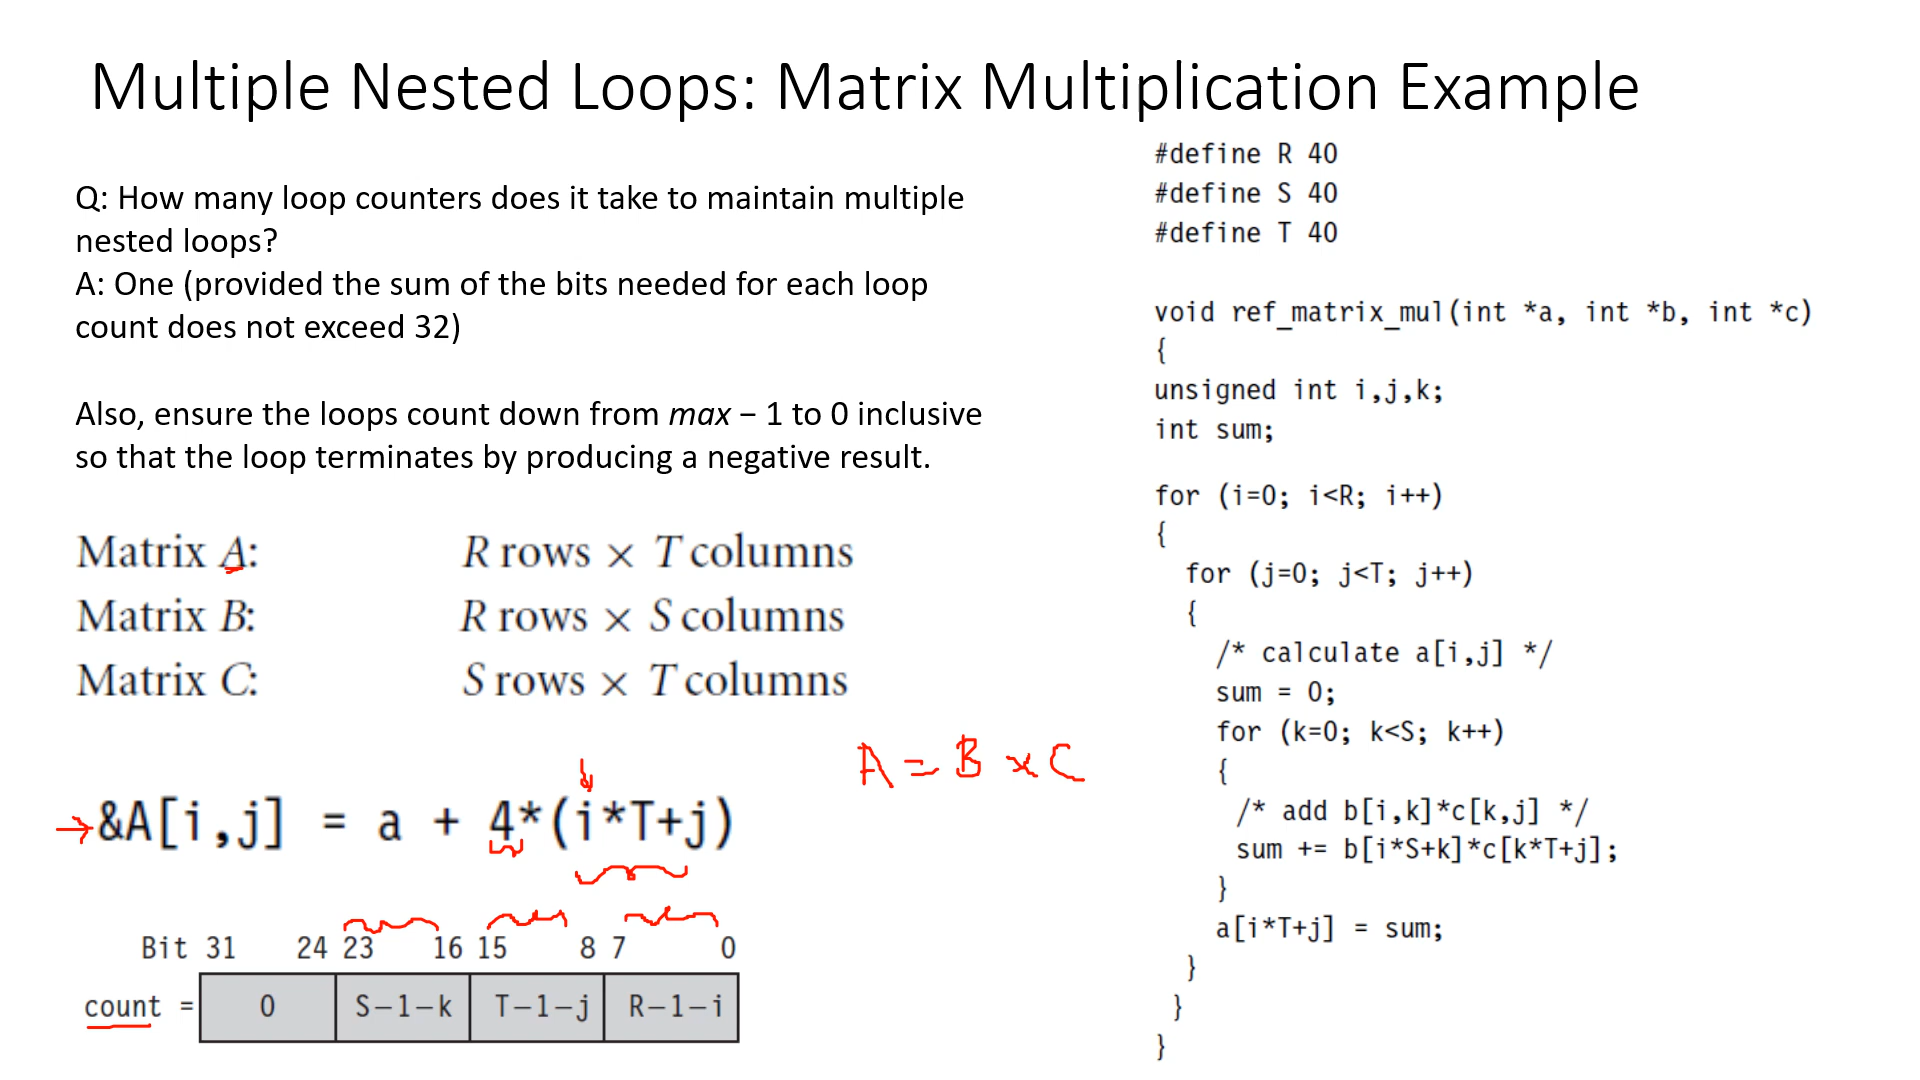 Multiple Nested Loops: Matrix Multiplication Example
Q: How many loop counters does it take to maintain multiple
nested loops?
A: One (provided the sum of the bits needed for each loop
count does not exceed 32)
Also, ensure the loops count down from max − 1 to 0 inclusive
so that the loop terminates by producing a negative result.
Matrix A: R rows × T columns
Matrix B: R rows × S columns
Matrix C: S rows × T columns
A = B × C
&A[i,j] = a + 4*(i*T+j)
Bit 31 24 23 16 15 8 7 0
count = 0 S−1−k T−1−j R−1−i
#define R 40
#define S 40
#define T 40
void ref_matrix_mul(int *a, int *b, int *c)
{
unsigned int i,j,k;
int sum;
for (i=0; i<R; i++)
{
for (j=0; j<T; j++)
{
/* calculate a[i,j] */
sum = 0;
for (k=0; k<S; k++)
{
/* add b[i,k]*c[k,j] */
sum += b[i*S+k]*c[k*T+j];
}
a[i*T+j] = sum;
}
}
}